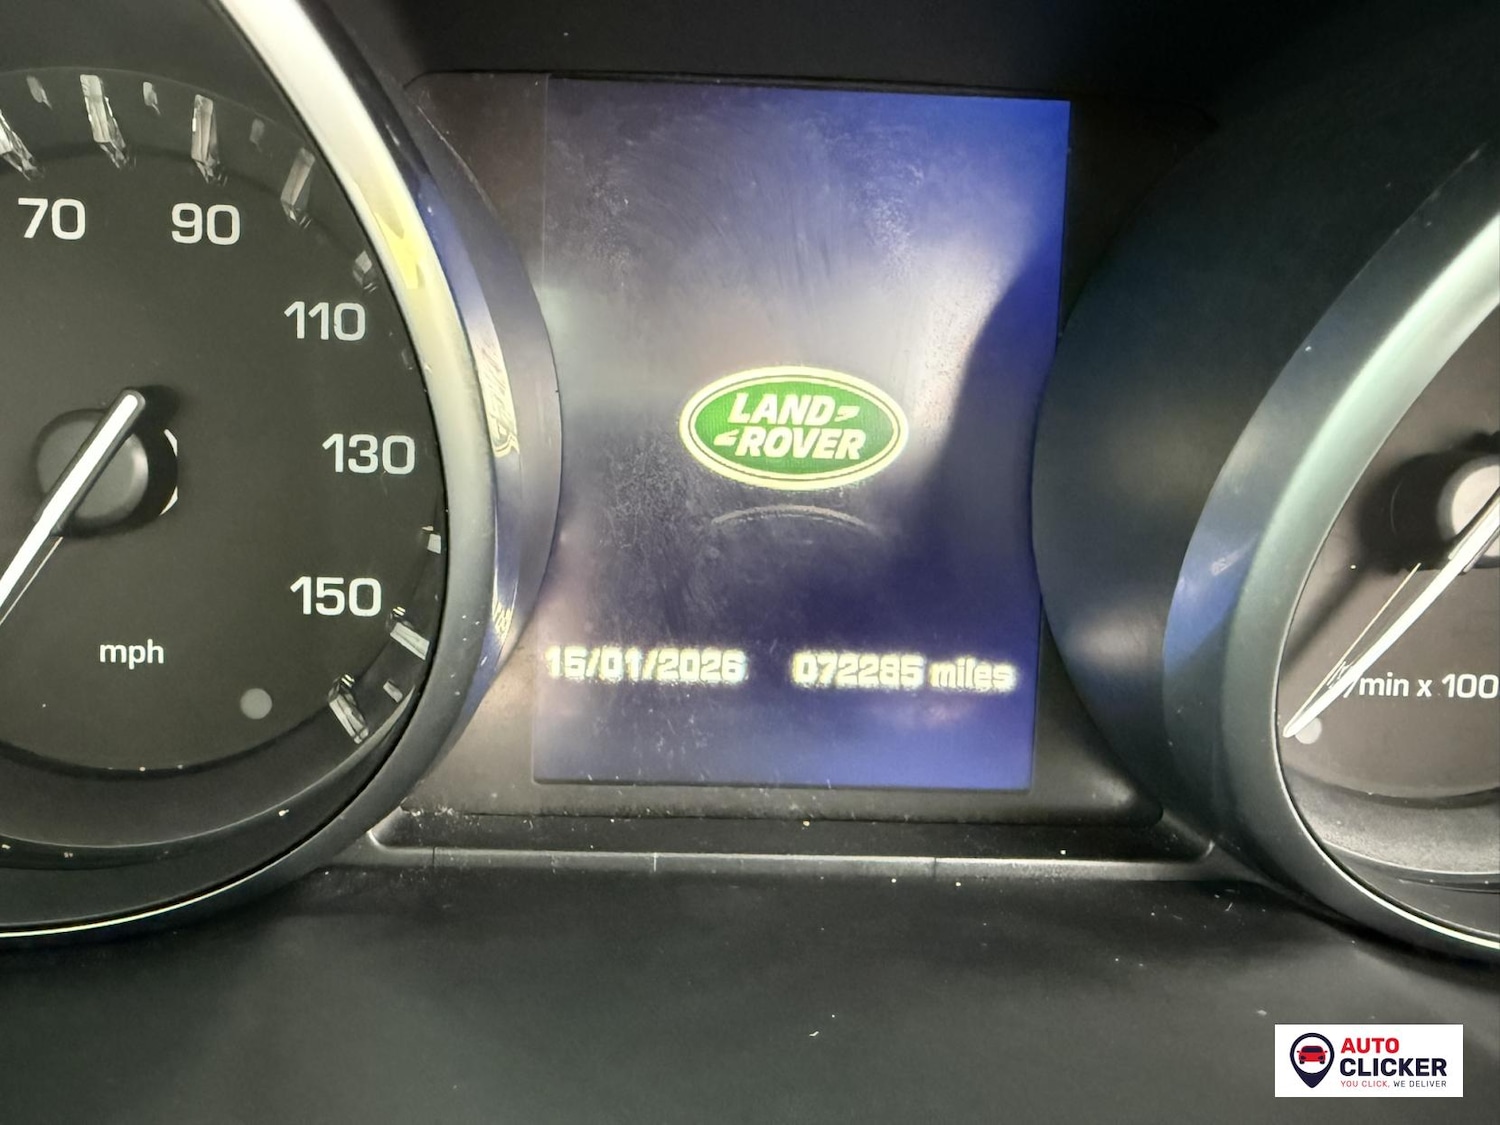 70
90
110
130
150
mph
LAND
ROVER
15/01/2026 072285 miles
1/min x 100
AUTO
CLICKER
YOU CLICK, WE DELIVER